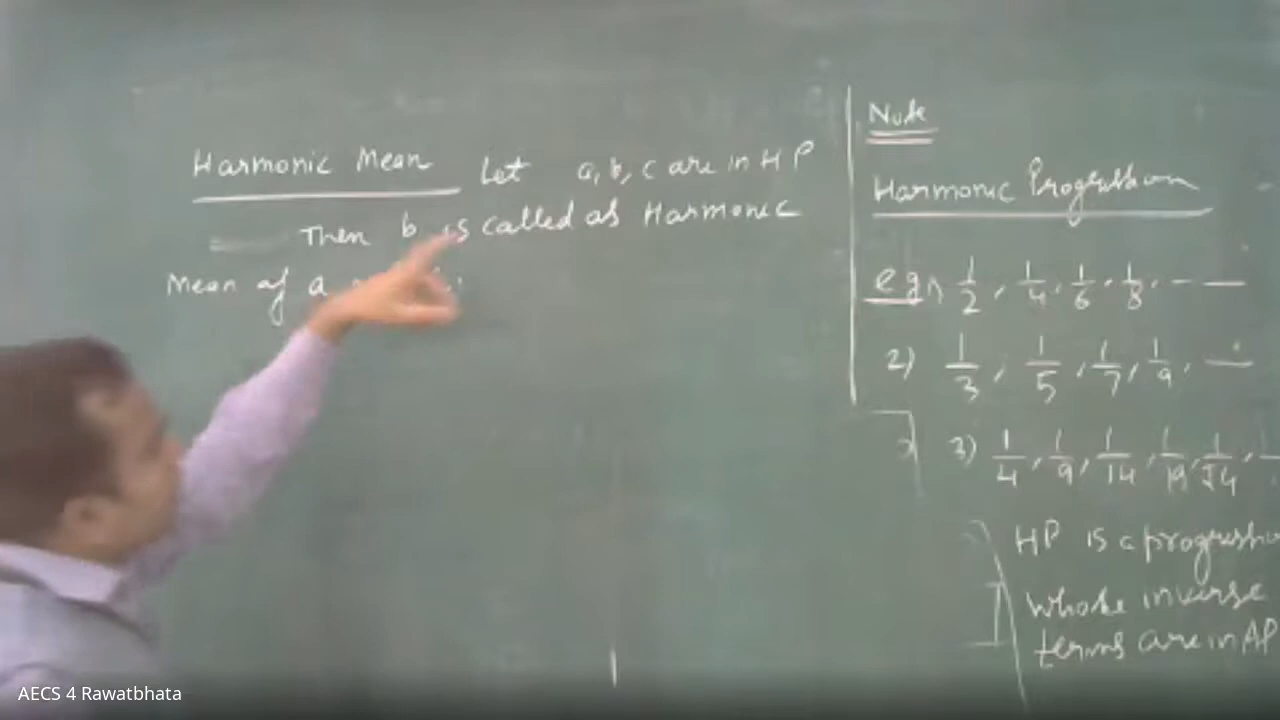 Harmonic Mean Let a, b, c are in HP
Then b is called as Harmonic
Mean of a
Note
Harmonic Progression
eg 1) 1/2, 1/4, 1/6, 1/8, - —
2) 1/3, 1/5, 1/7, 1/9, —
3) 1/4, 1/9, 1/14, 1/19, 1/24,
HP is a progression
whose inverse
terms are in AP
AECS 4 Rawatbhata